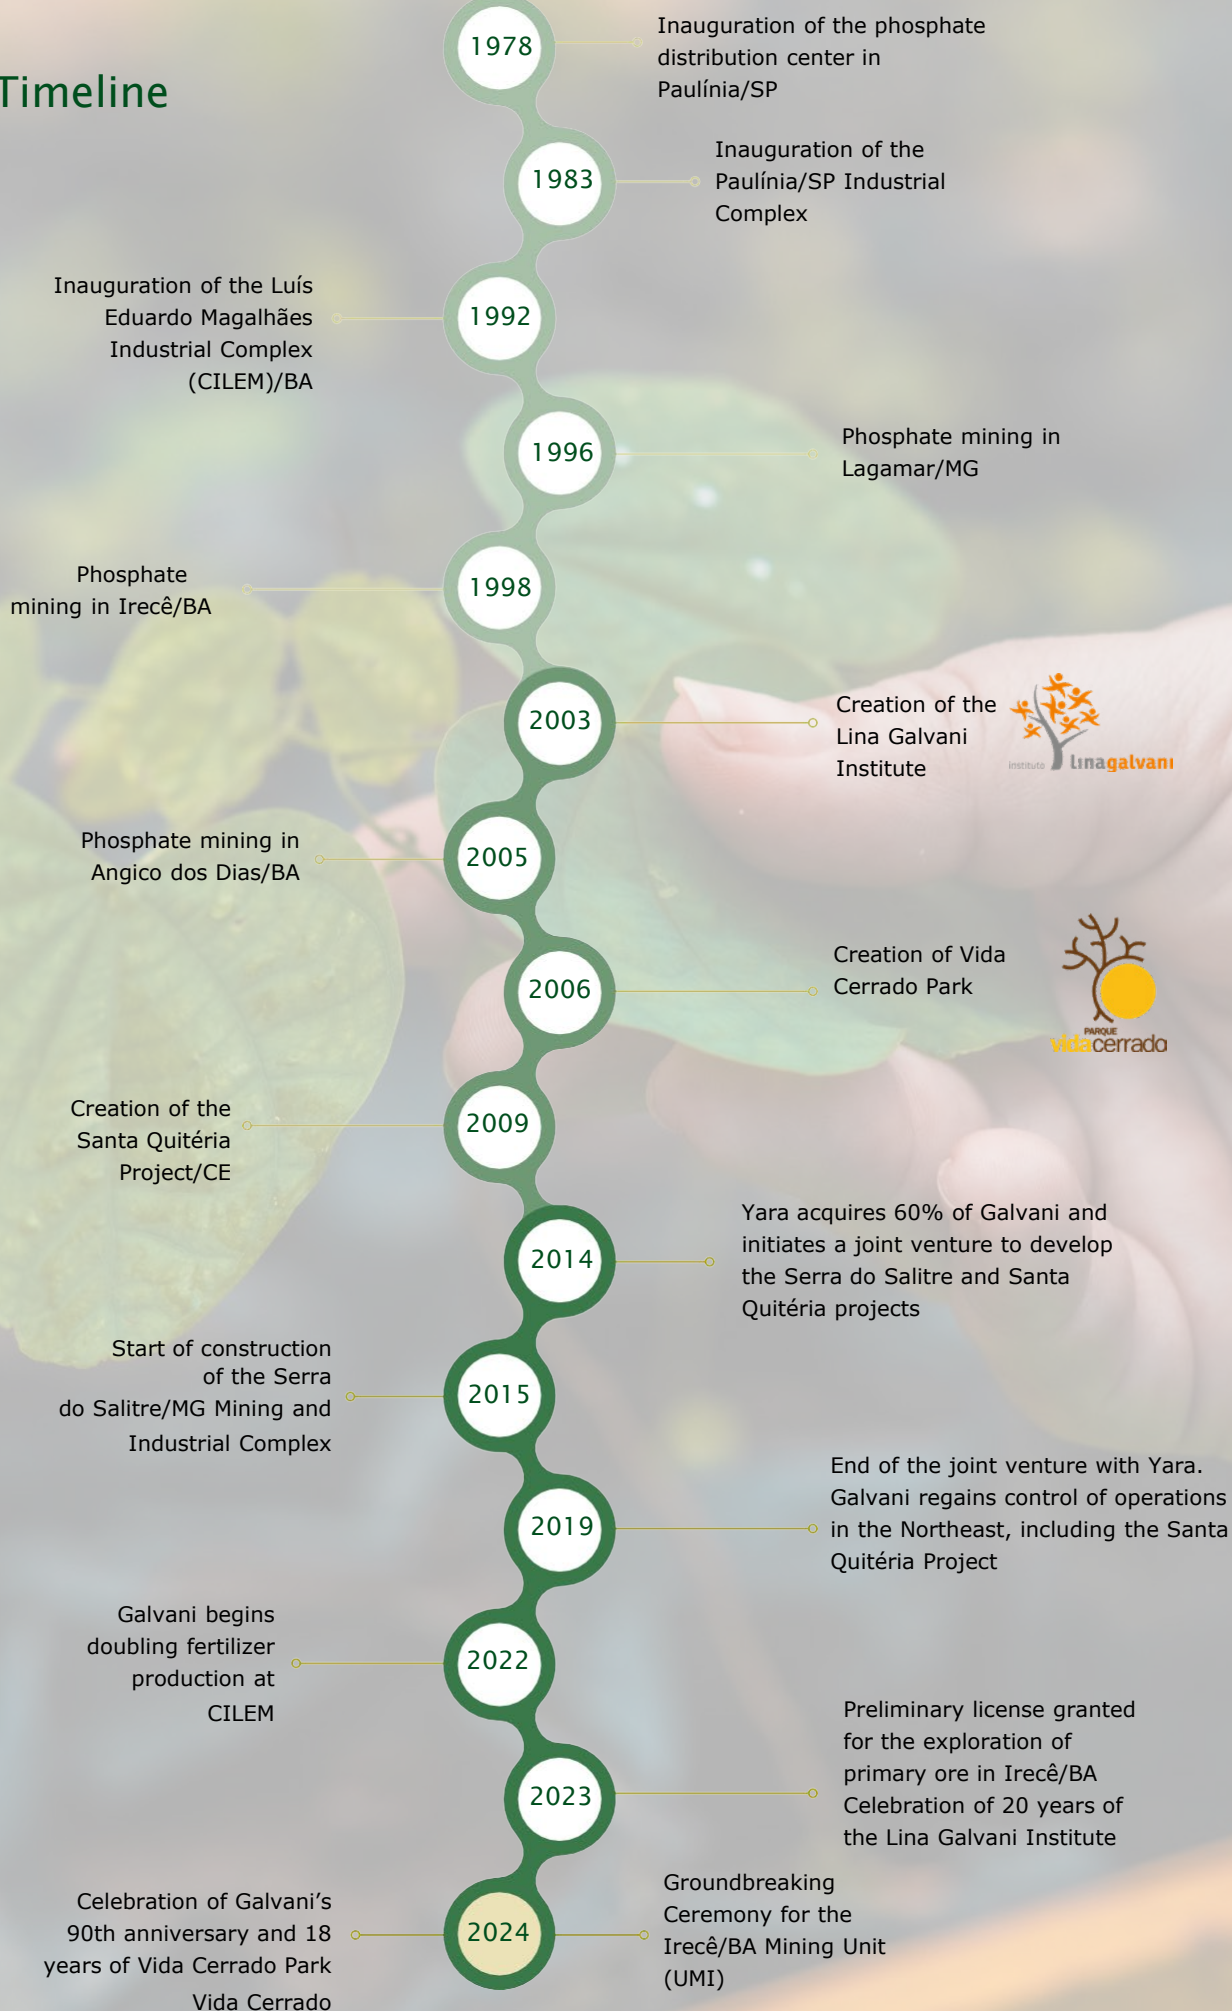 Timeline
1978
Inauguration of the phosphate
distribution center in
Paulínia/SP
1983
Inauguration of the
Paulínia/SP Industrial
Complex
1992
Inauguration of the Luís
Eduardo Magalhães
Industrial Complex
(CILEM)/BA
1996
Phosphate mining in
Lagamar/MG
1998
Phosphate
mining in Irecê/BA
2003
Creation of the
Lina Galvani
Institute
instituto linagalvani
2005
Phosphate mining in
Angico dos Dias/BA
2006
Creation of Vida
Cerrado Park
PARQUE
vidacerrado
2009
Creation of the
Santa Quitéria
Project/CE
2014
Yara acquires 60% of Galvani and
initiates a joint venture to develop
the Serra do Salitre and Santa
Quitéria projects
2015
Start of construction
of the Serra
do Salitre/MG Mining and
Industrial Complex
2019
End of the joint venture with Yara.
Galvani regains control of operations
in the Northeast, including the Santa
Quitéria Project
2022
Galvani begins
doubling fertilizer
production at
CILEM
2023
Preliminary license granted
for the exploration of
primary ore in Irecê/BA
Celebration of 20 years of
the Lina Galvani Institute
2024
Celebration of Galvani’s
90th anniversary and 18
years of Vida Cerrado Park
Vida Cerrado
Groundbreaking
Ceremony for the
Irecê/BA Mining Unit
(UMI)